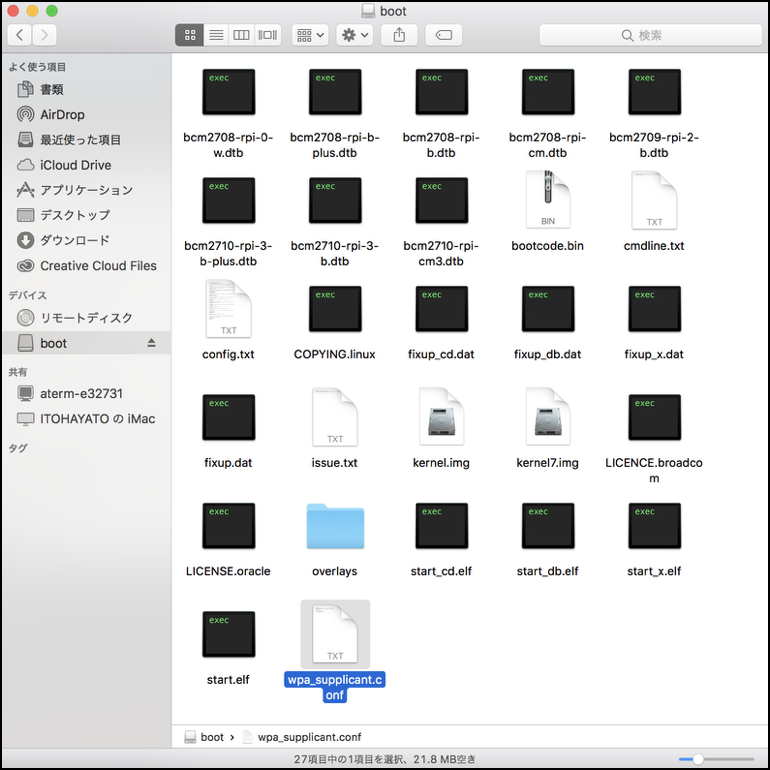 boot
検索
よく使う項目
書類
AirDrop
最近使った項目
iCloud Drive
アプリケーション
デスクトップ
ダウンロード
Creative Cloud Files
デバイス
リモートディスク
boot
共有
aterm-e32731
ITOHAYATO の iMac
タグ
exec
exec
exec
exec
exec
bcm2708-rpi-0-
w.dtb
bcm2708-rpi-b-
plus.dtb
bcm2708-rpi-
b.dtb
bcm2708-rpi-
cm.dtb
bcm2709-rpi-2-
b.dtb
exec
exec
exec
BIN
TXT
bcm2710-rpi-3-
b-plus.dtb
bcm2710-rpi-3-
b.dtb
bcm2710-rpi-
cm3.dtb
bootcode.bin
cmdline.txt
TXT
exec
exec
exec
exec
config.txt
COPYING.linux
fixup_cd.dat
fixup_db.dat
fixup_x.dat
exec
TXT
exec
fixup.dat
issue.txt
kernel.img
kernel7.img
LICENCE.broadco
m
exec
exec
exec
exec
LICENSE.oracle
overlays
start_cd.elf
start_db.elf
start_x.elf
exec
TXT
start.elf
wpa_supplicant.c
onf
boot › wpa_supplicant.conf
27項目中の1項目を選択、21.8 MB空き